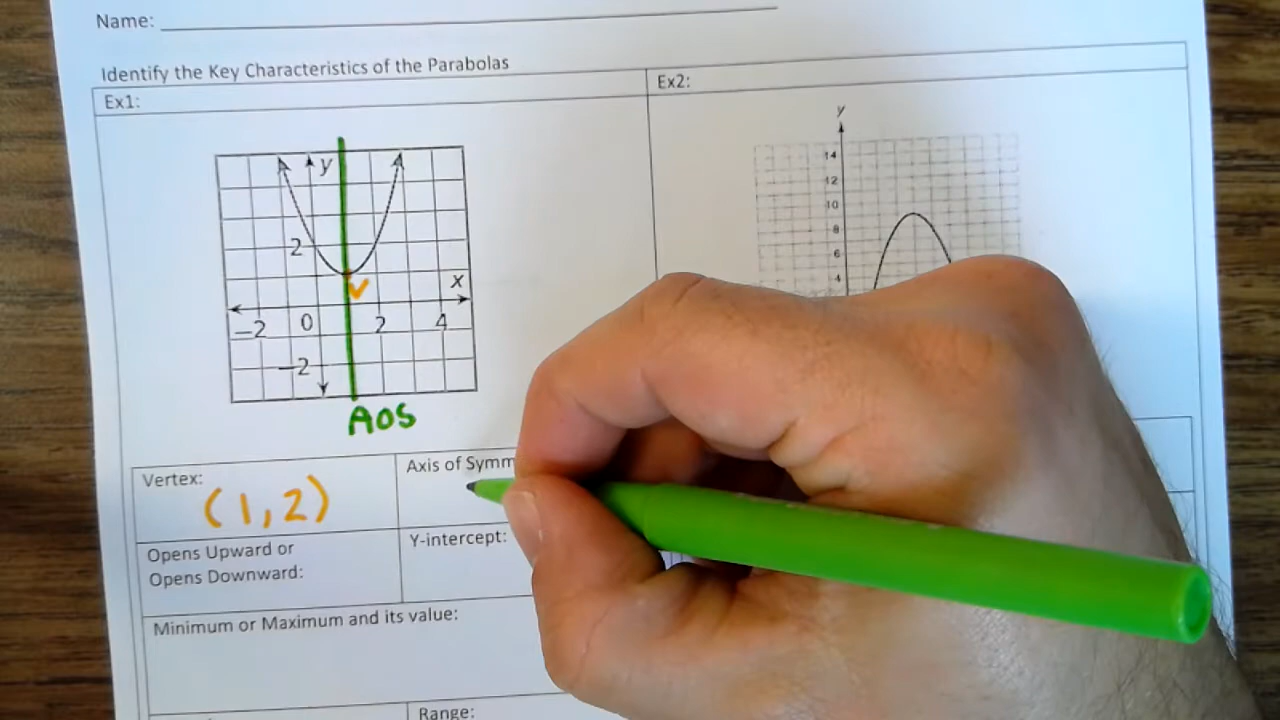 Name:
Identify the Key Characteristics of the Parabolas
Ex1:
Ex2:
y
2
x
-2
0
2
4
-2
V
AOS
y
14
12
10
8
6
4
Vertex:
(1,2)
Axis of Symm
Opens Upward or
Opens Downward:
Y-intercept:
Minimum or Maximum and its value:
Range: